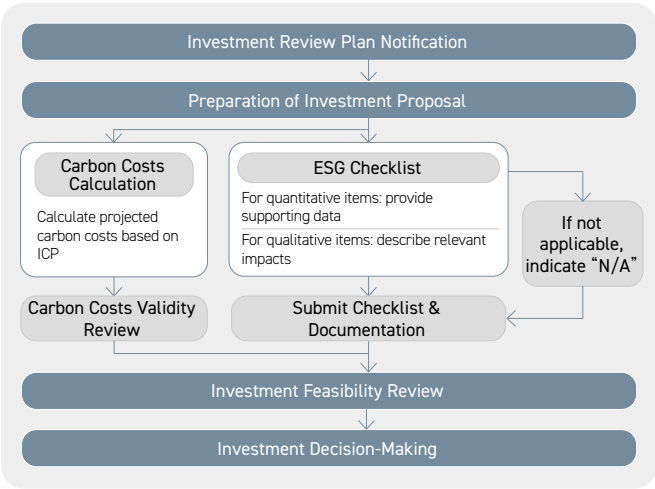 Investment Review Plan Notification
Preparation of Investment Proposal
Carbon Costs
Calculation
Calculate projected
carbon costs based on
ICP
ESG Checklist
For quantitative items: provide
supporting data
For qualitative items: describe relevant
impacts
If not
applicable,
indicate “N/A”
Carbon Costs Validity
Review
Submit Checklist &
Documentation
Investment Feasibility Review
Investment Decision-Making